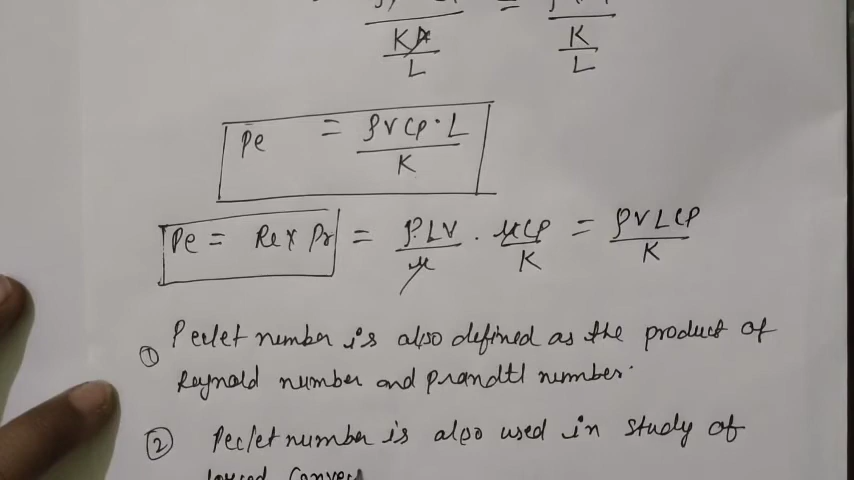 KA / L = K / L
Pe = ρVCp·L / K
Pe = Re x Pr = ρLV / μ · μCp / K = ρVLCp / K
① Peclet number is also defined as the product of
Reynold number and prandtl number.
② Peclet number is also used in study of